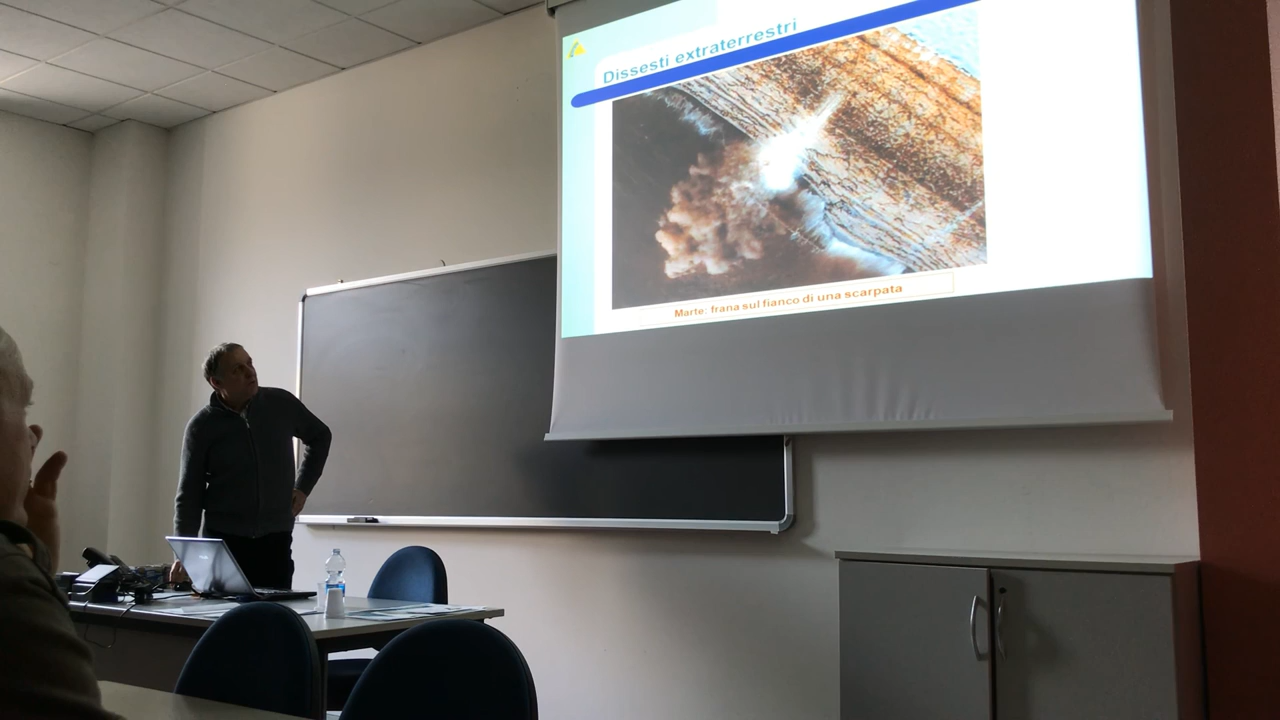 Dissesti extraterrestri
Marte: frana sul fianco di una scarpata